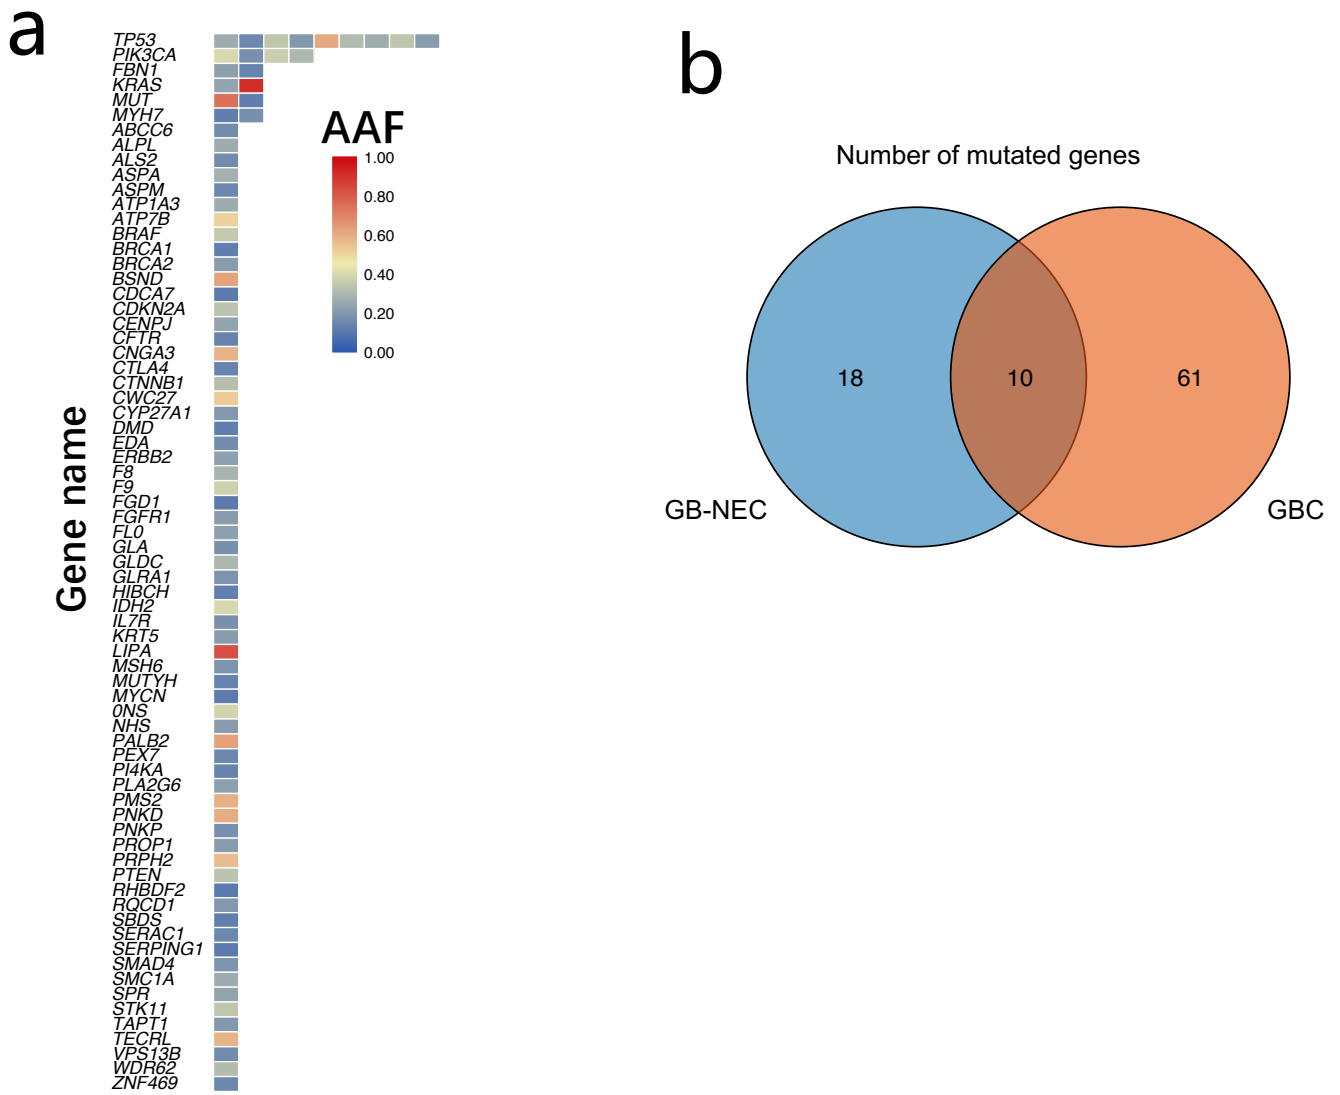 a
TP53
PIK3CA
FBN1
KRAS
MUT
MYH7
ABCC6
ALPL
ALS2
ASPA
ASPM
ATP1A3
ATP7B
BRAF
BRCA1
BRCA2
BSND
CDCA7
CDKN2A
CENPJ
CFTR
CNGA3
CTLA4
CTNNB1
CWC27
CYP27A1
DMD
EDA
ERBB2
F8
F9
FGD1
FGFR1
FL0
GLA
GLDC
GLRA1
HIBCH
IDH2
IL7R
KRT5
LIPA
MSH6
MUTYH
MYCN
0NS
NHS
PALB2
PEX7
PI4KA
PLA2G6
PMS2
PNKD
PNKP
PROP1
PRPH2
PTEN
RHBDF2
RQCD1
SBDS
SERAC1
SERPING1
SMAD4
SMC1A
SPR
STK11
TAPT1
TECRL
VPS13B
WDR62
ZNF469
Gene name
AAF
1.00
0.80
0.60
0.40
0.20
0.00
b
Number of mutated genes
18
10
61
GB-NEC
GBC